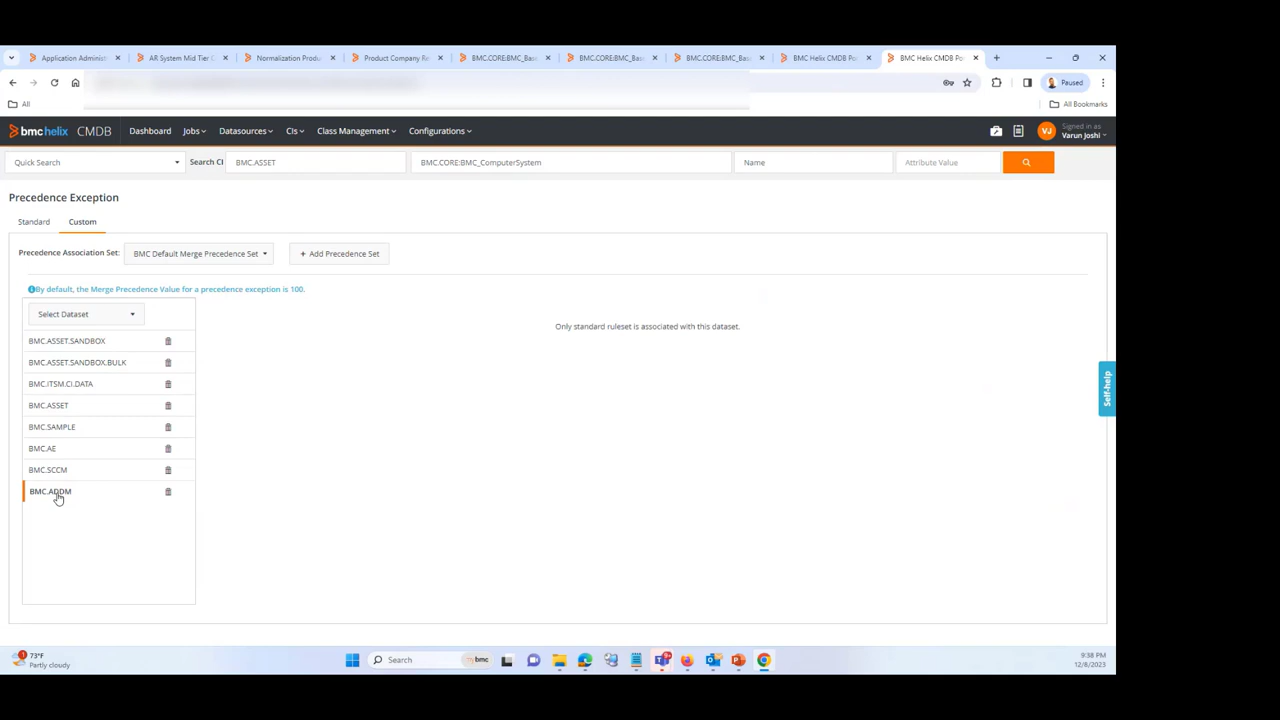 Application Administ
AR System Mid Tier C
Normalization Produ
Product Company Re
BMC.CORE:BMC_Base
BMC.CORE:BMC_Bas
BMC.CORE:BMC_Bas
BMC Helix CMDB Po
BMC Helix CMDB Po
Paused
All
All Bookmarks
bmchelix CMDB
Dashboard
Jobs
Datasources
CIs
Class Management
Configurations
VJ
Signed in as
Varun Joshi
Quick Search
Search CI
BMC.ASSET
BMC.CORE:BMC_ComputerSystem
Name
Attribute Value
Precedence Exception
Standard
Custom
Precedence Association Set:
BMC Default Merge Precedence Set
+ Add Precedence Set
By default, the Merge Precedence Value for a precedence exception is 100.
Select Dataset
Only standard ruleset is associated with this dataset.
BMC.ASSET.SANDBOX
BMC.ASSET.SANDBOX.BULK
BMC.ITSM.CI.DATA
BMC.ASSET
BMC.SAMPLE
BMC.AE
BMC.SCCM
BMC.ADDM
Self-help
1
73°F
Partly cloudy
Search
bmc
9+
9:38 PM
12/8/2023